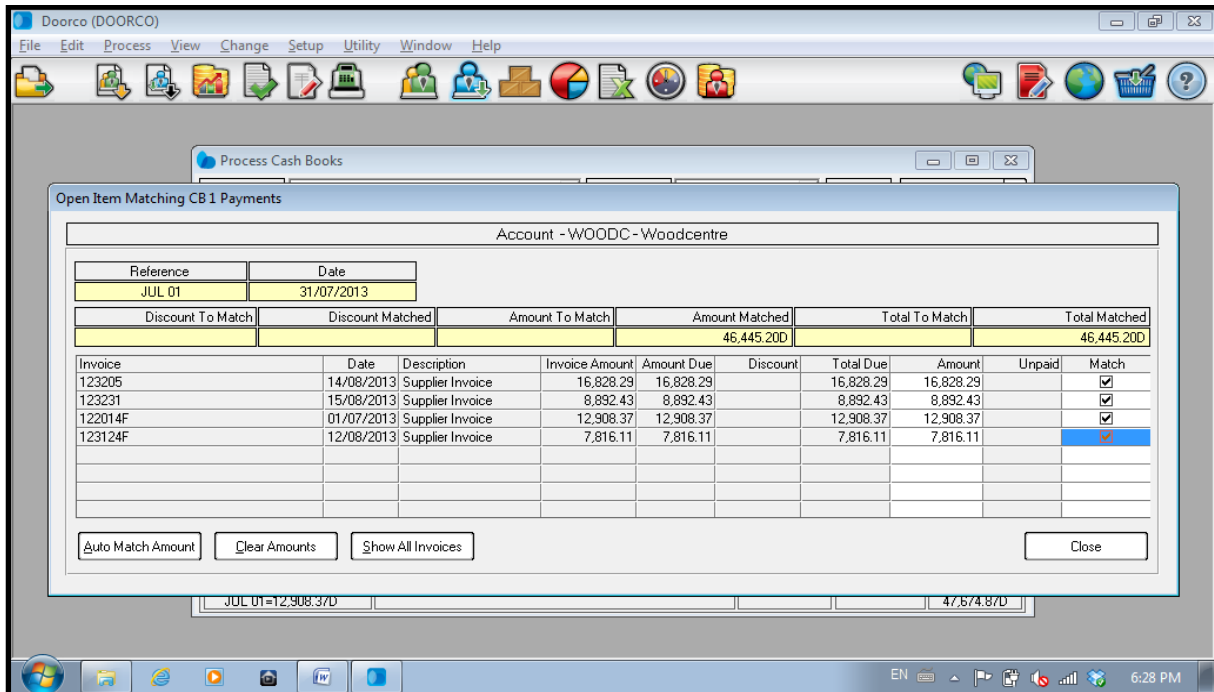 Doorco (DOORCO)
File Edit Process View Change Setup Utility Window Help
Process Cash Books
Open Item Matching CB 1 Payments
Account - WOODC - Woodcentre
Reference Date
JUL 01 31/07/2013
Discount To Match Discount Matched Amount To Match Amount Matched Total To Match Total Matched
46,445.20D 46,445.20D
Invoice Date Description Invoice Amount Amount Due Discount Total Due Amount Unpaid Match
123205 14/08/2013 Supplier Invoice 16,828.29 16,828.29 16,828.29 16,828.29
123231 15/08/2013 Supplier Invoice 8,892.43 8,892.43 8,892.43 8,892.43
122014F 01/07/2013 Supplier Invoice 12,908.37 12,908.37 12,908.37 12,908.37
123124F 12/08/2013 Supplier Invoice 7,816.11 7,816.11 7,816.11 7,816.11
Auto Match Amount Clear Amounts Show All Invoices Close
JUL 01=12,908.37D 47,674.87D
EN 6:28 PM